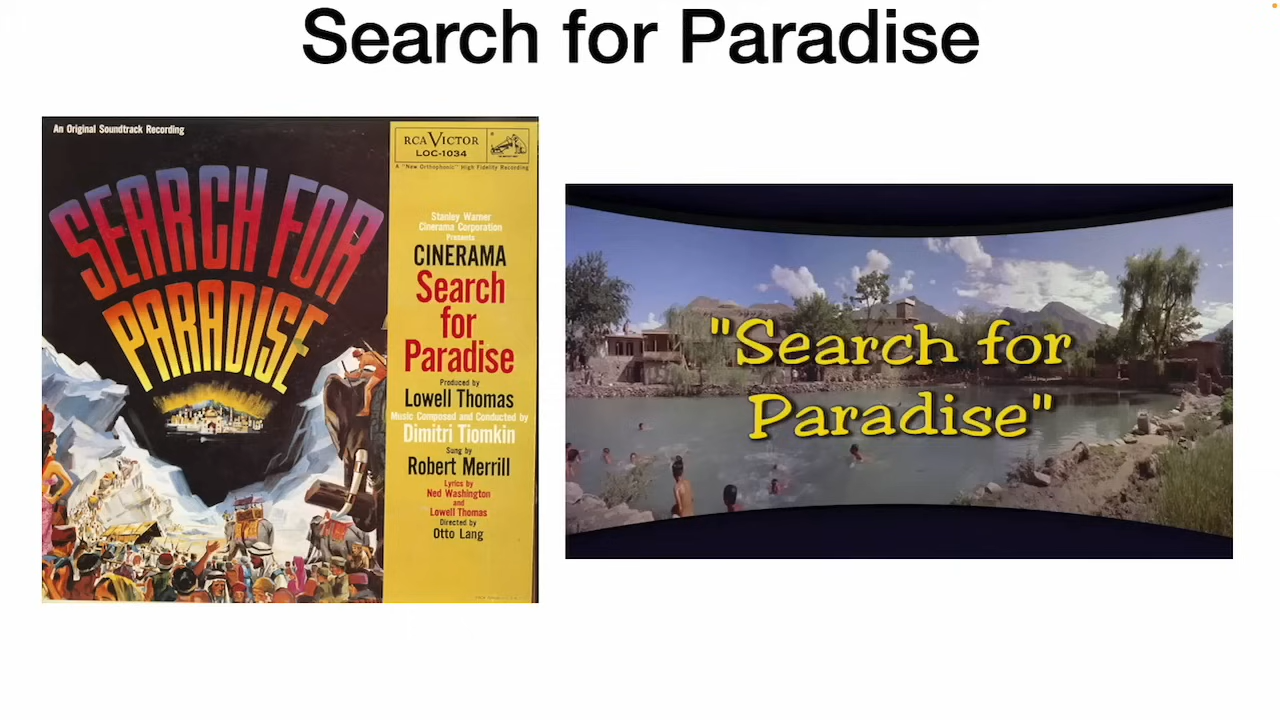 Search for Paradise
An Original Soundtrack Recording
SEARCH FOR
PARADISE
RCA VICTOR
LOC-1034
A "New Orthophonic" High Fidelity Recording
Stanley Warner
Cinerama Corporation
Presents
CINERAMA
Search
for
Paradise
Produced by
Lowell Thomas
Music Composed and Conducted by
Dimitri Tiomkin
Sung by
Robert Merrill
Lyrics by
Ned Washington
and
Lowell Thomas
Directed by
Otto Lang
"Search for
Paradise"